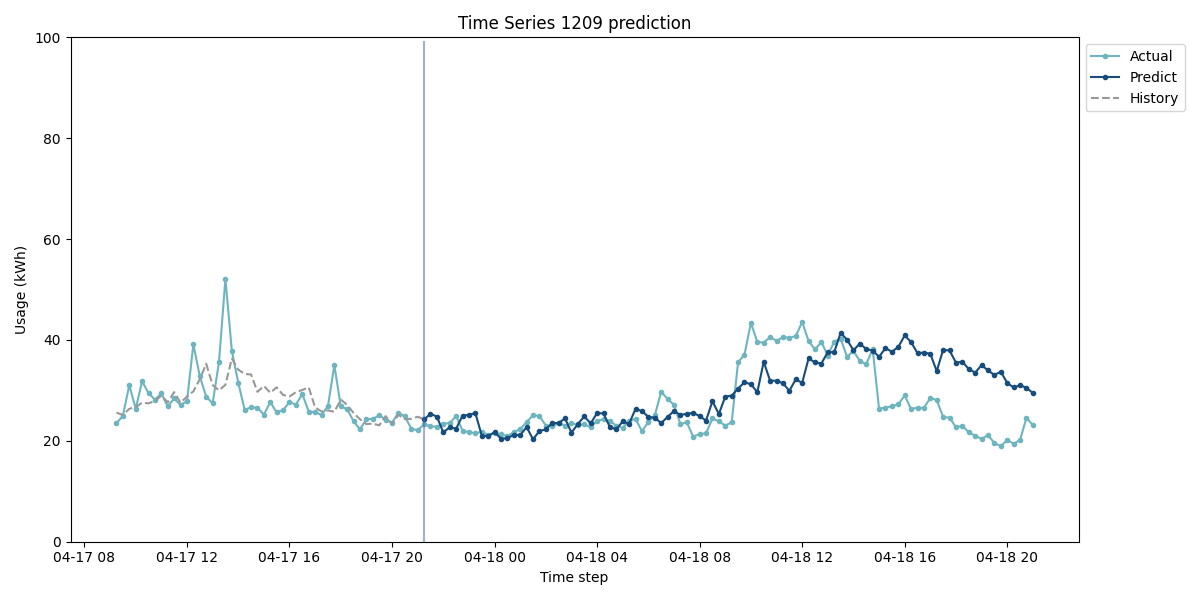 Time Series 1209 prediction
Usage (kWh)
100
80
60
40
20
0
04-17 08
04-17 12
04-17 16
04-17 20
04-18 00
04-18 04
04-18 08
04-18 12
04-18 16
04-18 20
Time step
Actual
Predict
History